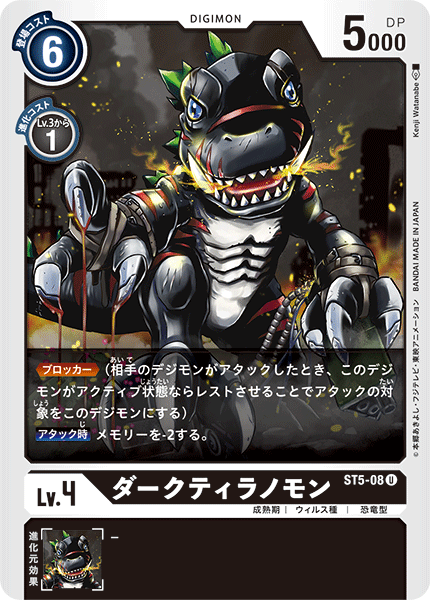 登場コスト
6
DIGIMON
DP
5000
進化コスト
Lv.3から
1
Kenji Watanabe
©本郷あきよし・フジテレビ・東映アニメーション BANDAI MADE IN JAPAN
ブロッカー (相手のデジモンがアタックしたとき、このデジ
モンがアクティブ状態ならレストさせることでアタックの対
象をこのデジモンにする)
アタック時 メモリーを-2する。
ST5-08 U
Lv.4
ダークティラノモン
成熟期 | ウィルス種 | 恐竜型
進化元効果
–